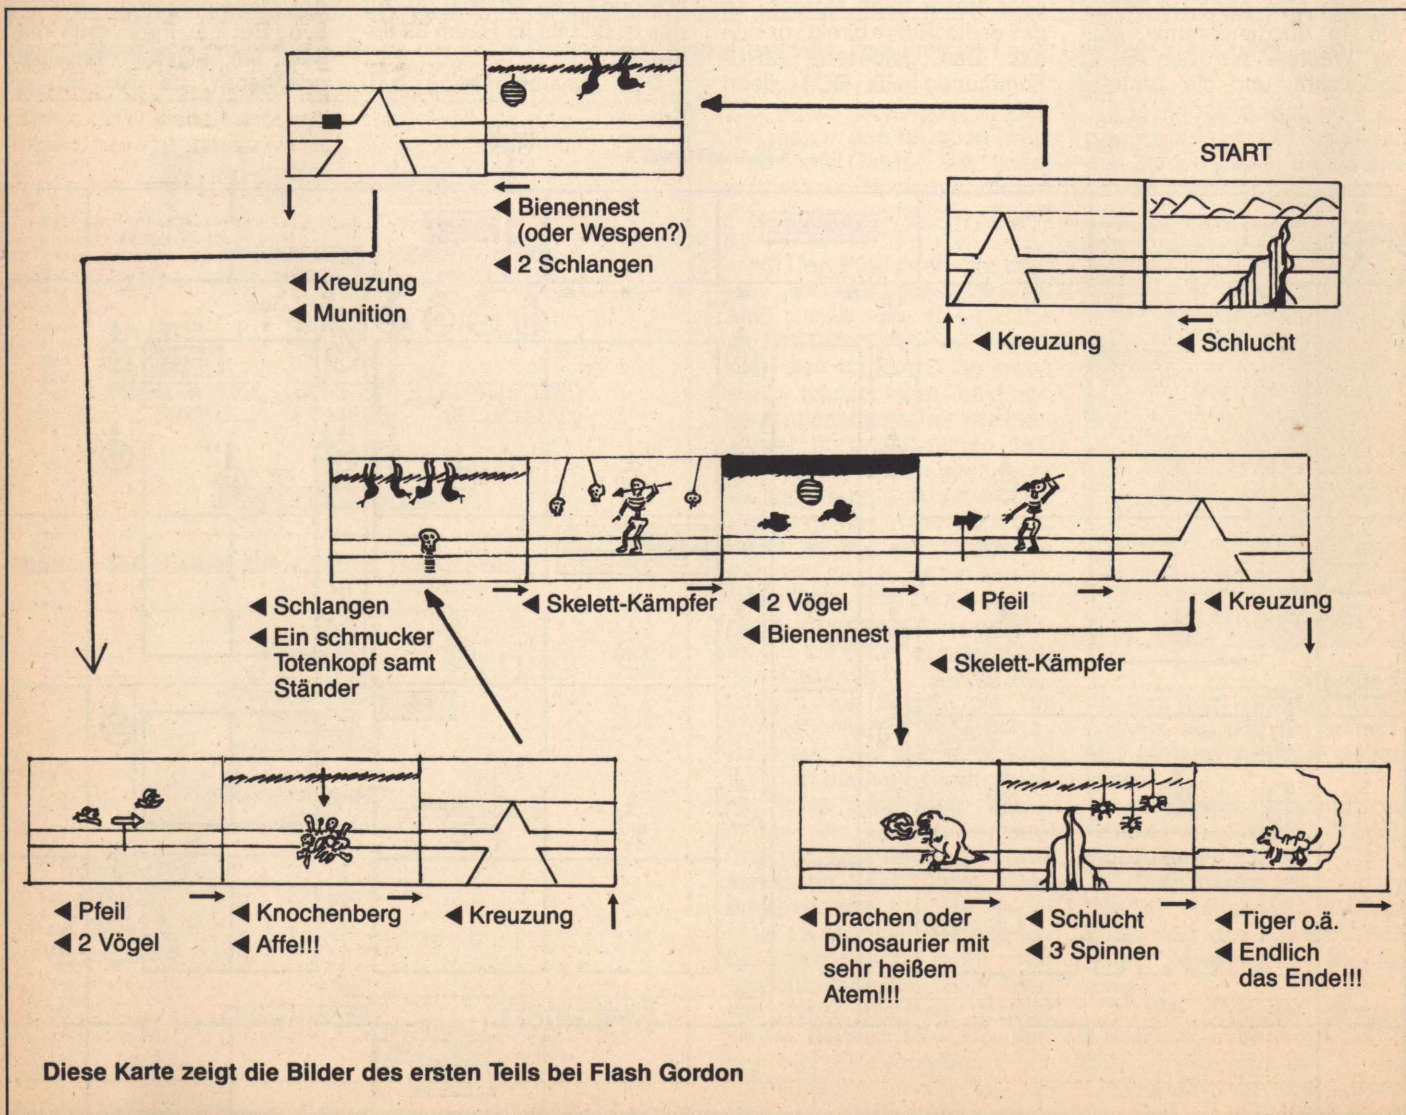 START
◀ Bienennest
(oder Wespen?)
◀ 2 Schlangen
◀ Kreuzung
◀ Munition
◀ Kreuzung
◀ Schlucht
◀ Schlangen
◀ Ein schmucker
Totenkopf samt
Ständer
◀ Skelett-Kämpfer
◀ 2 Vögel
◀ Bienennest
◀ Pfeil
◀ Skelett-Kämpfer
◀ Kreuzung
◀ Pfeil
◀ 2 Vögel
◀ Knochenberg
◀ Affe!!!
◀ Kreuzung
◀ Drachen oder
Dinosaurier mit
sehr heißem
Atem!!!
◀ Schlucht
◀ 3 Spinnen
◀ Tiger o.ä.
◀ Endlich
das Ende!!!
Diese Karte zeigt die Bilder des ersten Teils bei Flash Gordon